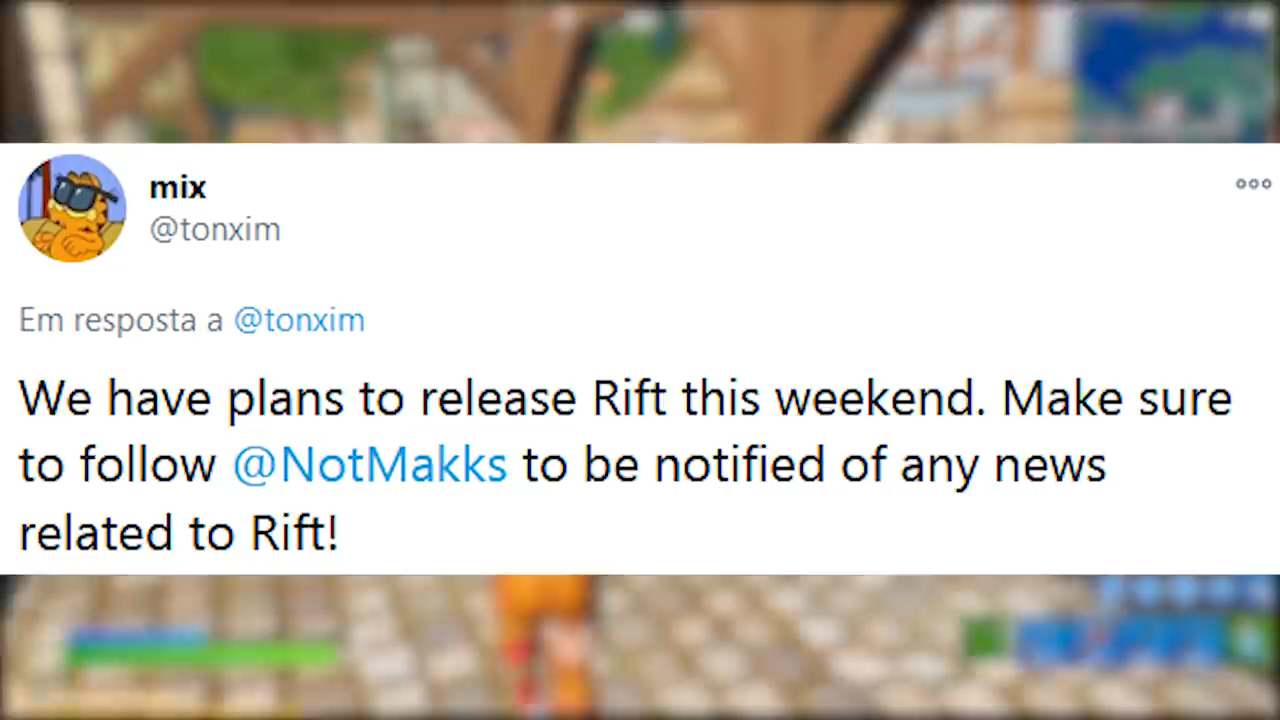 mix
@tonxim
Em resposta a @tonxim
We have plans to release Rift this weekend. Make sure
to follow @NotMakks to be notified of any news
related to Rift!